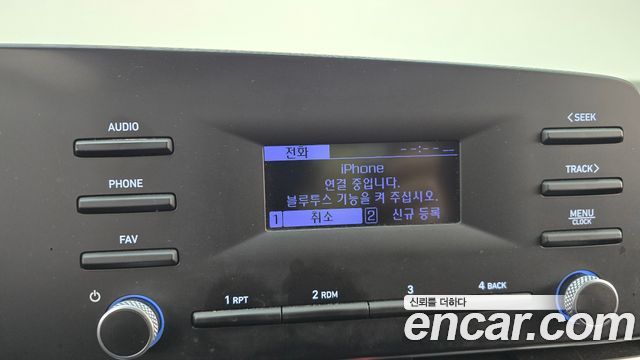 AUDIO
PHONE
FAV
전화 --:-- --
iPhone
연결 중입니다.
블루투스 기능을 켜 주십시오.
1 취소 2 신규 등록
<SEEK
TRACK>
MENU
CLOCK
1 RPT 2 RDM 3 4 BACK
신뢰를 더하다
encar.com